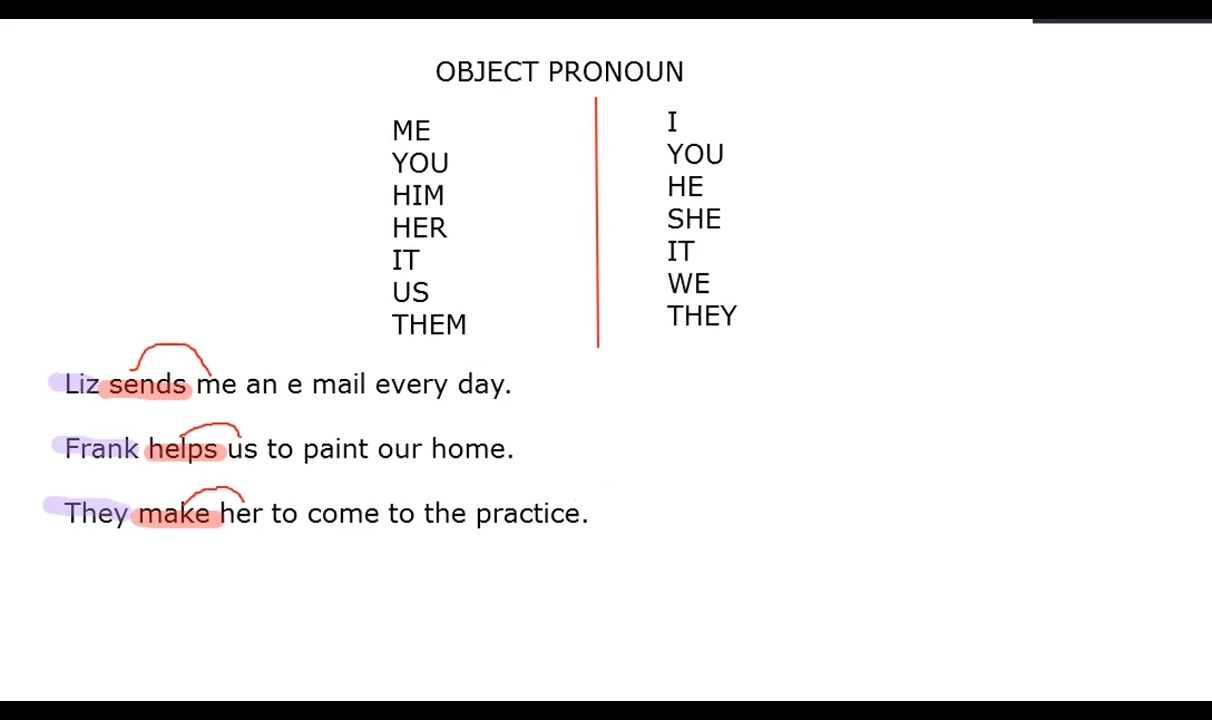 OBJECT PRONOUN
ME
YOU
HIM
HER
IT
US
THEM
I
YOU
HE
SHE
IT
WE
THEY
Liz sends me an e mail every day.
Frank helps us to paint our home.
They make her to come to the practice.